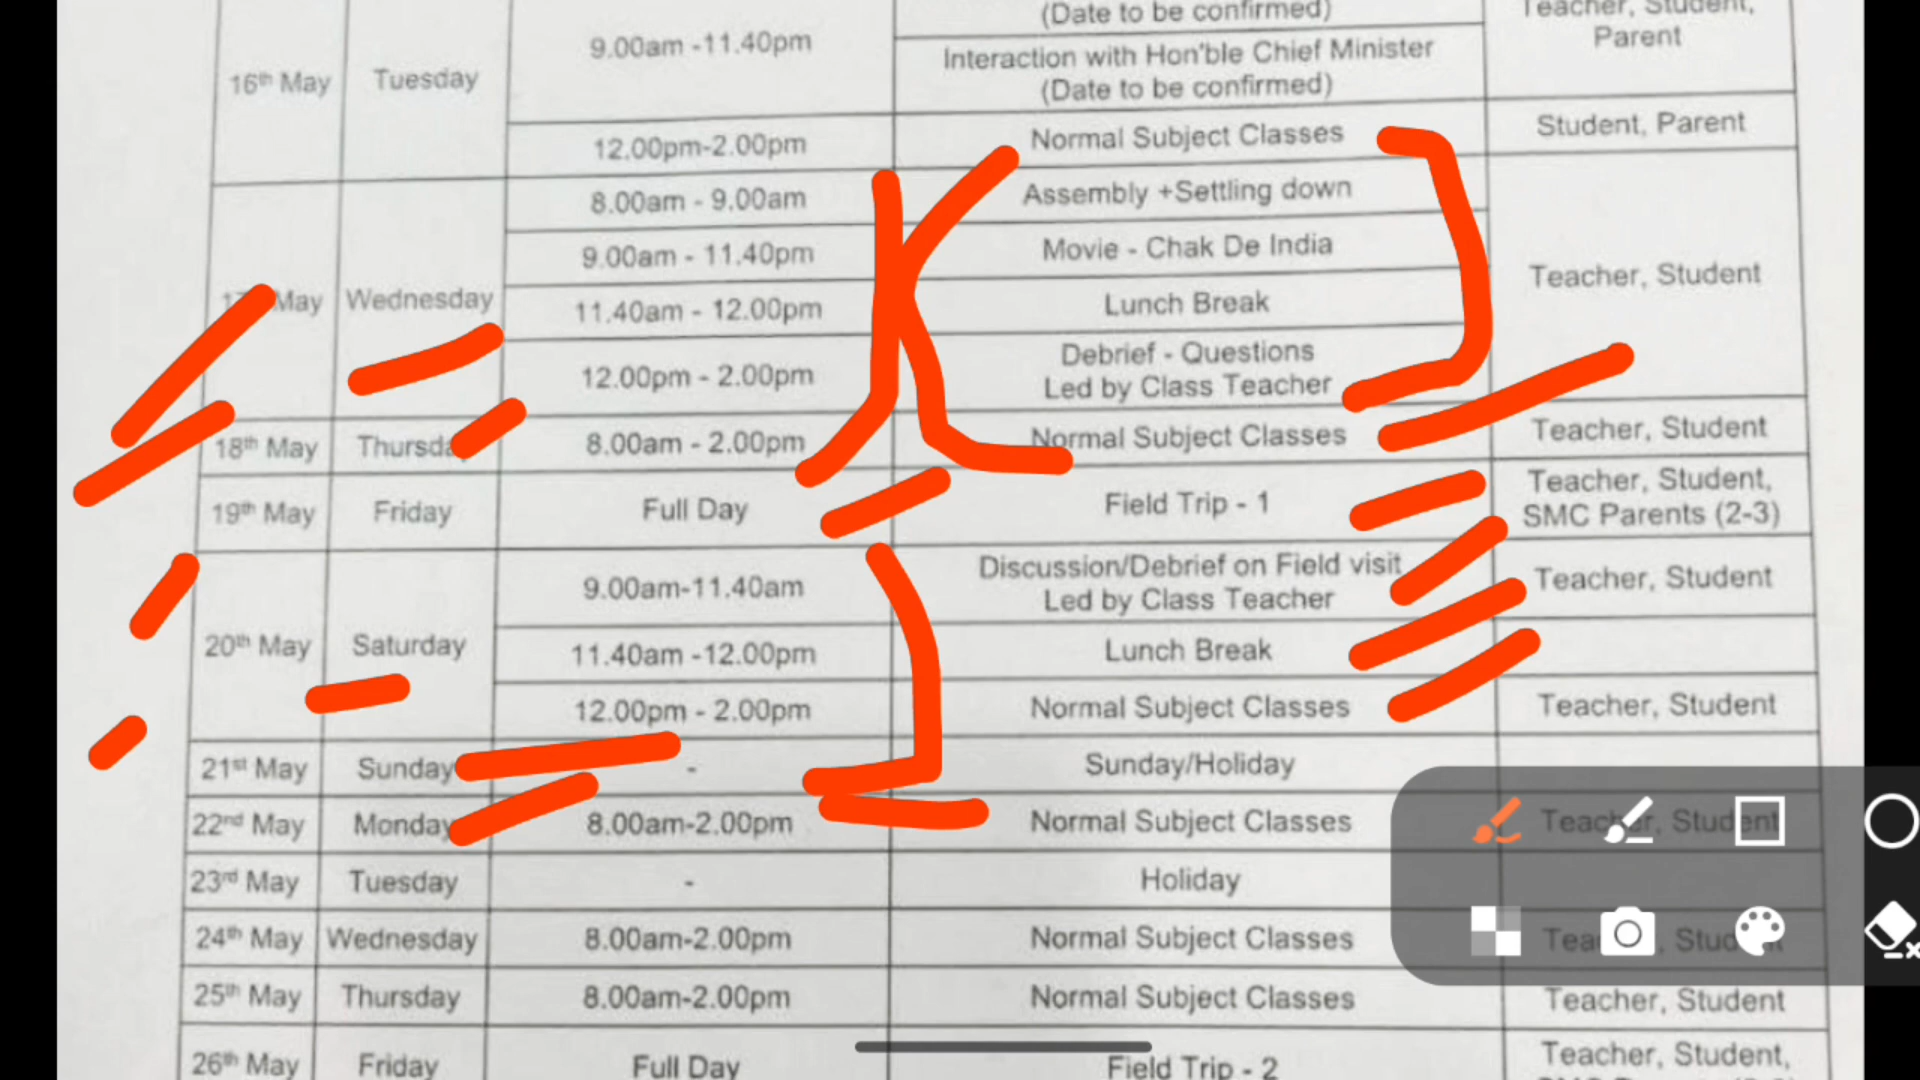 (Date to be confirmed)
Teacher, Student,
Parent
16th May Tuesday 9.00am -11.40pm Interaction with Hon'ble Chief Minister
(Date to be confirmed)
12.00pm-2.00pm Normal Subject Classes Student, Parent
May Wednesday 8.00am - 9.00am Assembly +Settling down Teacher, Student
9.00am - 11.40pm Movie - Chak De India
11.40am - 12.00pm Lunch Break
12.00pm - 2.00pm Debrief - Questions
Led by Class Teacher
18th May 8.00am - 2.00pm Normal Subject Classes Teacher, Student
19th May Friday Full Day Field Trip - 1 Teacher, Student,
SMC Parents (2-3)
20th May Saturday 9.00am-11.40am Discussion/Debrief on Field visit
Led by Class Teacher Teacher, Student
11.40am -12.00pm Lunch Break
12.00pm - 2.00pm Normal Subject Classes Teacher, Student
21st May Sunday - Sunday/Holiday
22nd May Monday 8.00am-2.00pm Normal Subject Classes Teacher, Student
23rd May Tuesday - Holiday
24th May Wednesday 8.00am-2.00pm Normal Subject Classes
25th May Thursday 8.00am-2.00pm Normal Subject Classes Teacher, Student
26th May Friday Full Day Field Trip - 2 Teacher, Student,